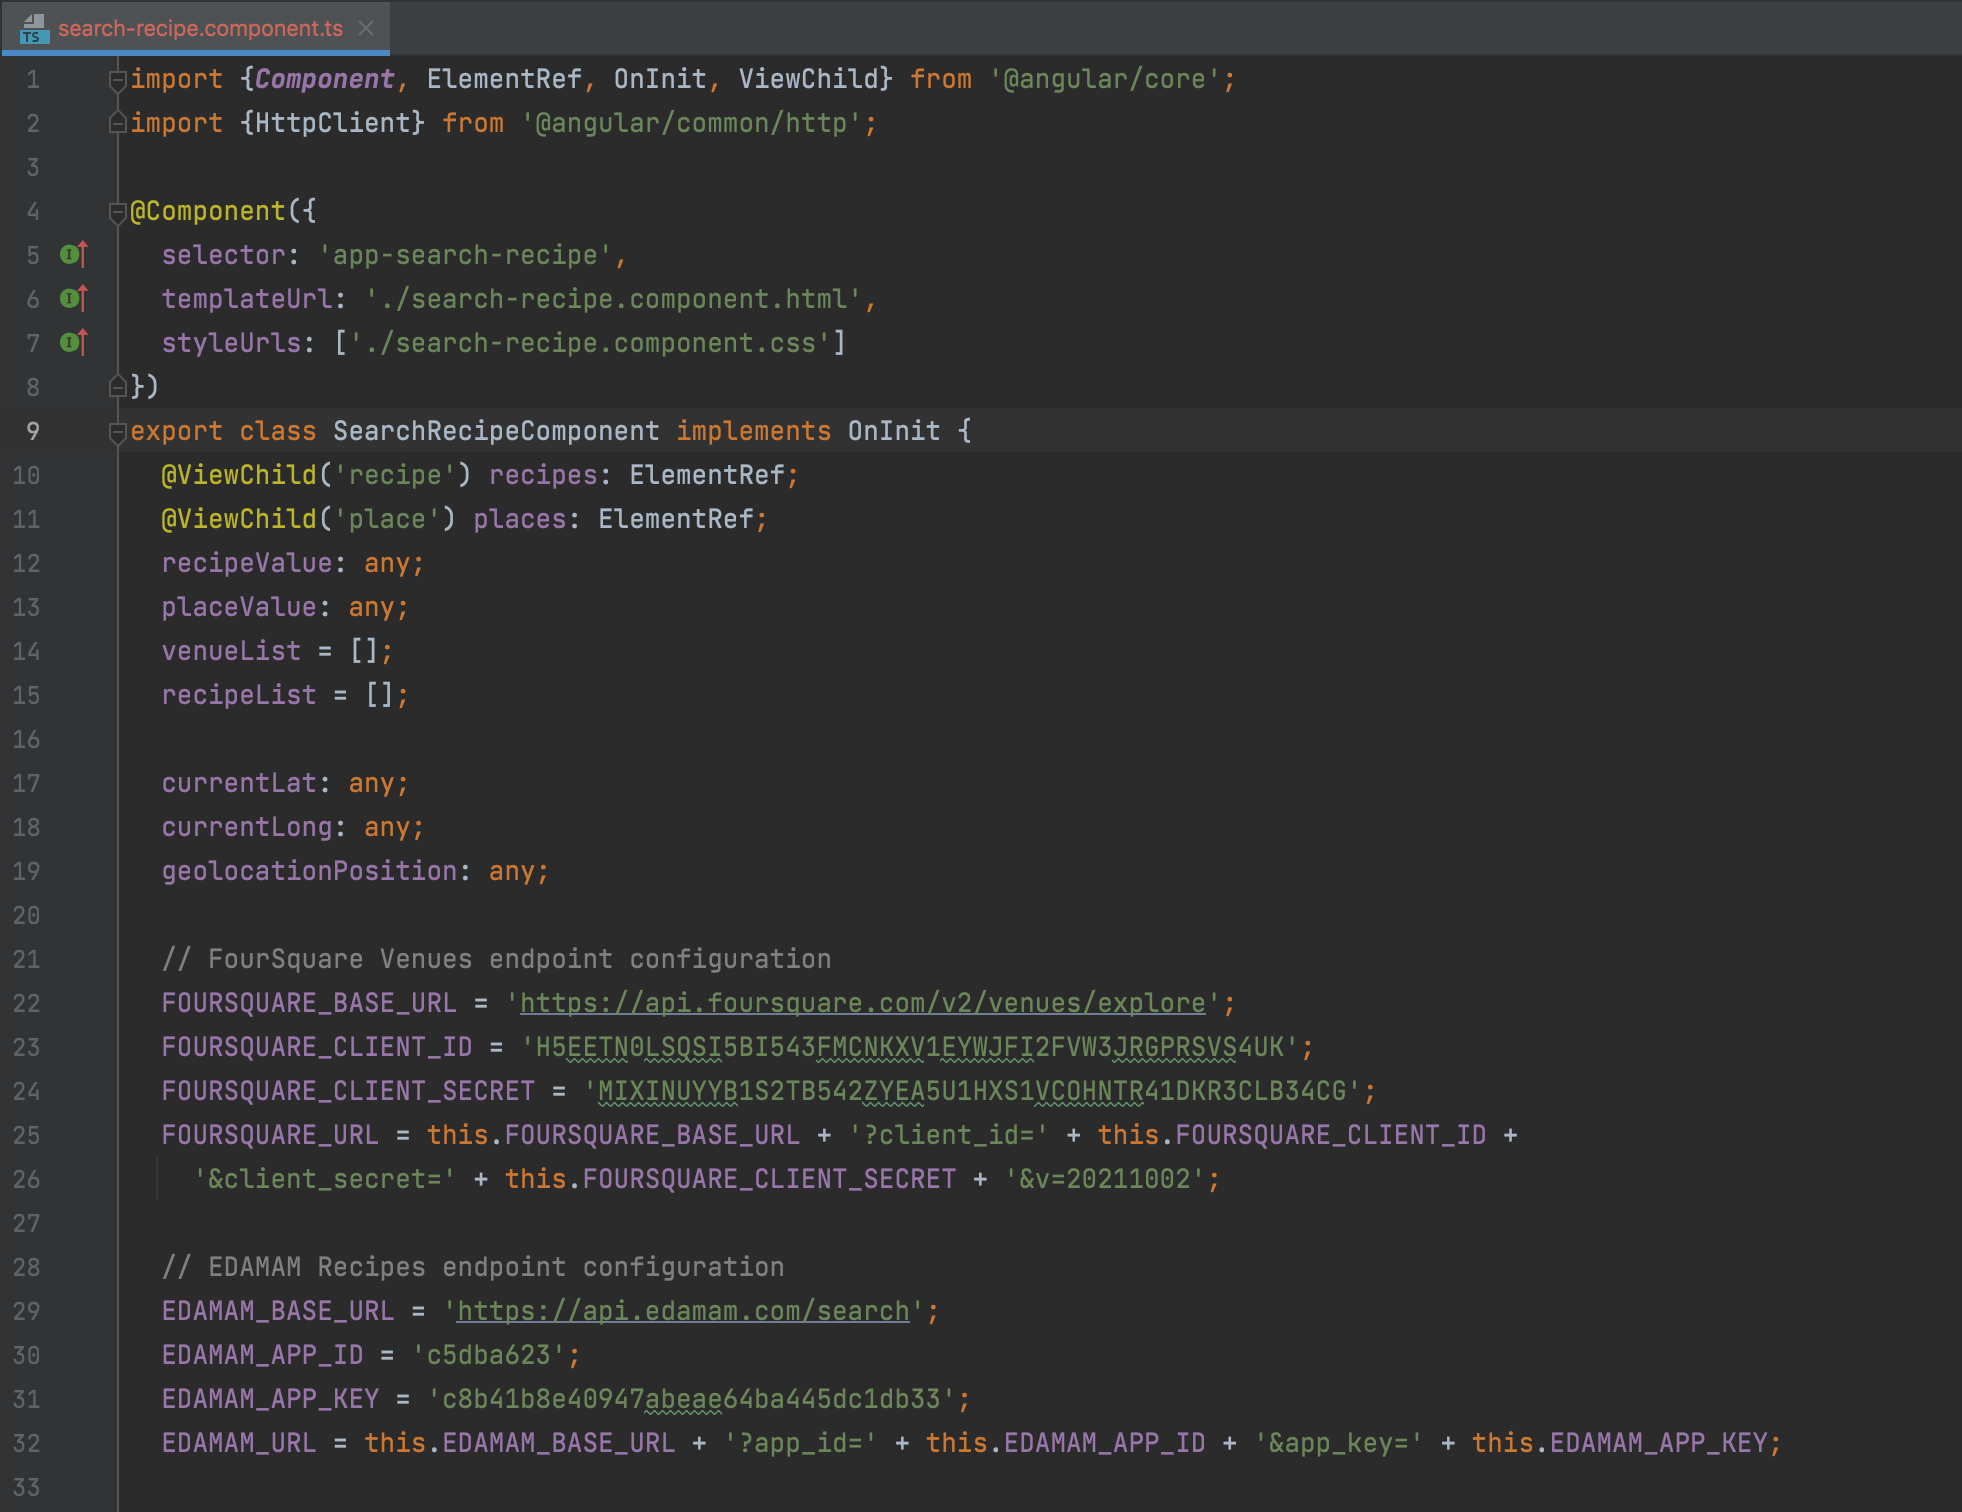 search-recipe.component.ts
1 import {Component, ElementRef, OnInit, ViewChild} from '@angular/core';
2 import {HttpClient} from '@angular/common/http';
3
4 @Component({
5   selector: 'app-search-recipe',
6   templateUrl: './search-recipe.component.html',
7   styleUrls: ['./search-recipe.component.css']
8 })
9 export class SearchRecipeComponent implements OnInit {
10   @ViewChild('recipe') recipes: ElementRef;
11   @ViewChild('place') places: ElementRef;
12   recipeValue: any;
13   placeValue: any;
14   venueList = [];
15   recipeList = [];
16
17   currentLat: any;
18   currentLong: any;
19   geolocationPosition: any;
20
21   // FourSquare Venues endpoint configuration
22   FOURSQUARE_BASE_URL = 'https://api.foursquare.com/v2/venues/explore';
23   FOURSQUARE_CLIENT_ID = 'H5EETN0LSQSI5BI543FMCNKXV1EYWJFI2FVW3JRGPRSVS4UK';
24   FOURSQUARE_CLIENT_SECRET = 'MIXINUYYB1S2TB542ZYEA5U1HXS1VCOHNTR41DKR3CLB34CG';
25   FOURSQUARE_URL = this.FOURSQUARE_BASE_URL + '?client_id=' + this.FOURSQUARE_CLIENT_ID +
26     '&client_secret=' + this.FOURSQUARE_CLIENT_SECRET + '&v=20211002';
27
28   // EDAMAM Recipes endpoint configuration
29   EDAMAM_BASE_URL = 'https://api.edamam.com/search';
30   EDAMAM_APP_ID = 'c5dba623';
31   EDAMAM_APP_KEY = 'c8b41b8e40947abeae64ba445dc1db33';
32   EDAMAM_URL = this.EDAMAM_BASE_URL + '?app_id=' + this.EDAMAM_APP_ID + '&app_key=' + this.EDAMAM_APP_KEY;
33